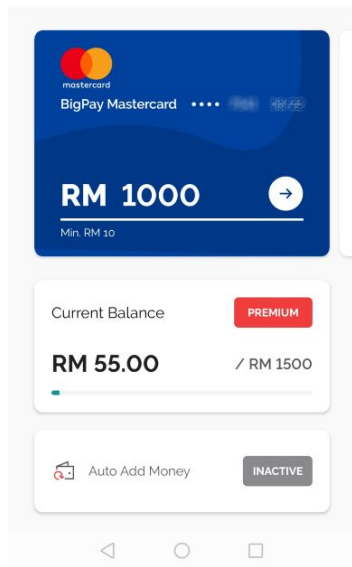 mastercard
BigPay Mastercard ••••
RM 1000
Min. RM 10
Current Balance
PREMIUM
RM 55.00
/ RM 1500
Auto Add Money
INACTIVE